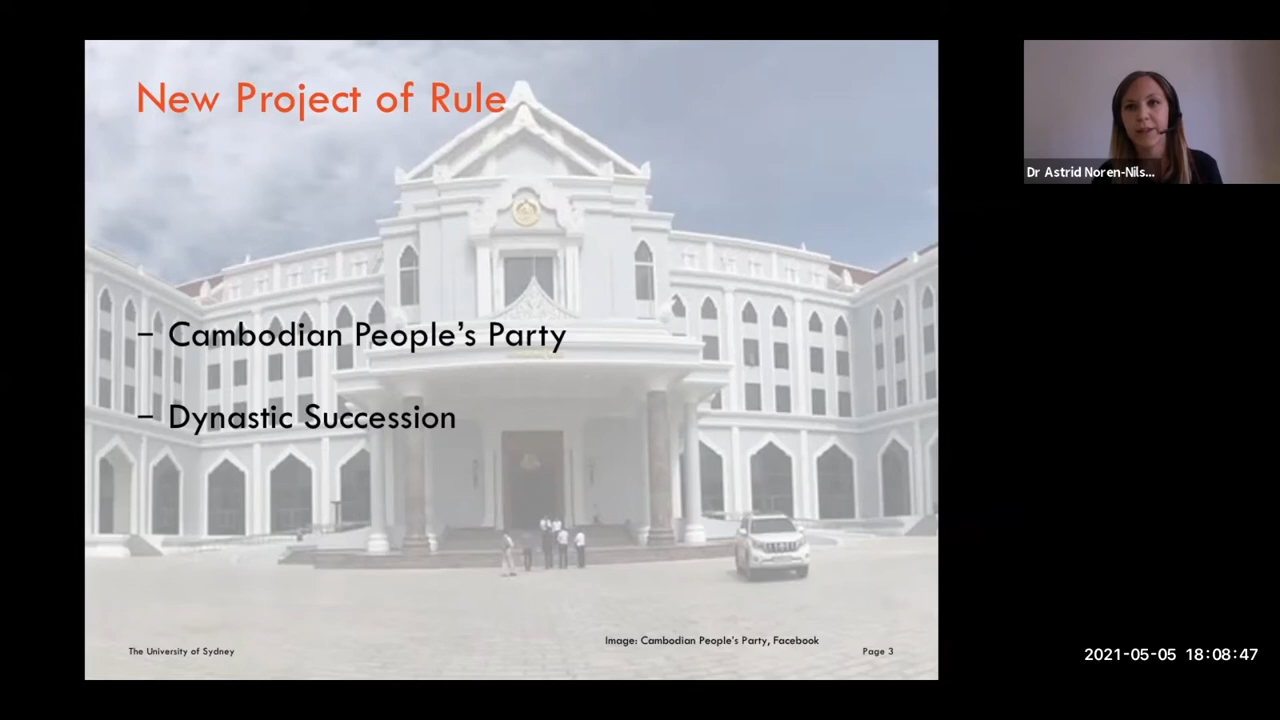 New Project of Rule
– Cambodian People's Party
– Dynastic Succession
Image: Cambodian People's Party, Facebook
The University of Sydney
Page 3
Dr Astrid Noren-Nils...
2021-05-05 18:08:47